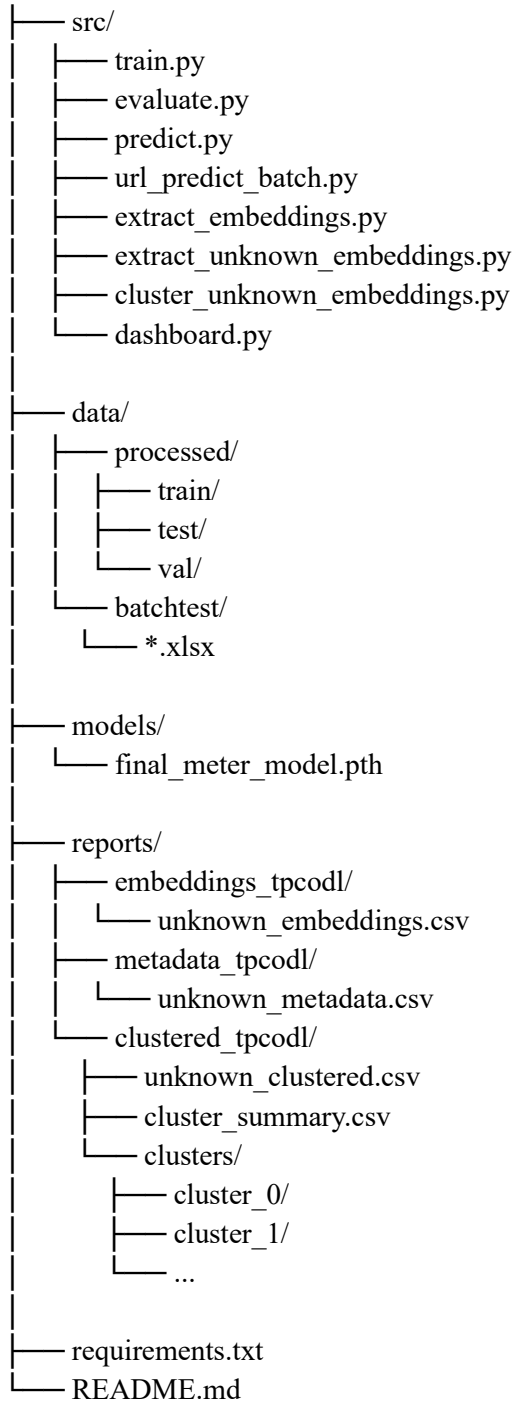 ├── src/
│   ├── train.py
│   ├── evaluate.py
│   ├── predict.py
│   ├── url_predict_batch.py
│   ├── extract_embeddings.py
│   ├── extract_unknown_embeddings.py
│   ├── cluster_unknown_embeddings.py
│   └── dashboard.py
│
├── data/
│   ├── processed/
│   │   ├── train/
│   │   ├── test/
│   │   └── val/
│   └── batchtest/
│       └── *.xlsx
│
├── models/
│   └── final_meter_model.pth
│
├── reports/
│   ├── embeddings_tpcodl/
│   │   └── unknown_embeddings.csv
│   ├── metadata_tpcodl/
│   │   └── unknown_metadata.csv
│   └── clustered_tpcodl/
│       ├── unknown_clustered.csv
│       ├── cluster_summary.csv
│       └── clusters/
│           ├── cluster_0/
│           ├── cluster_1/
│           └── ...
│
├── requirements.txt
└── README.md